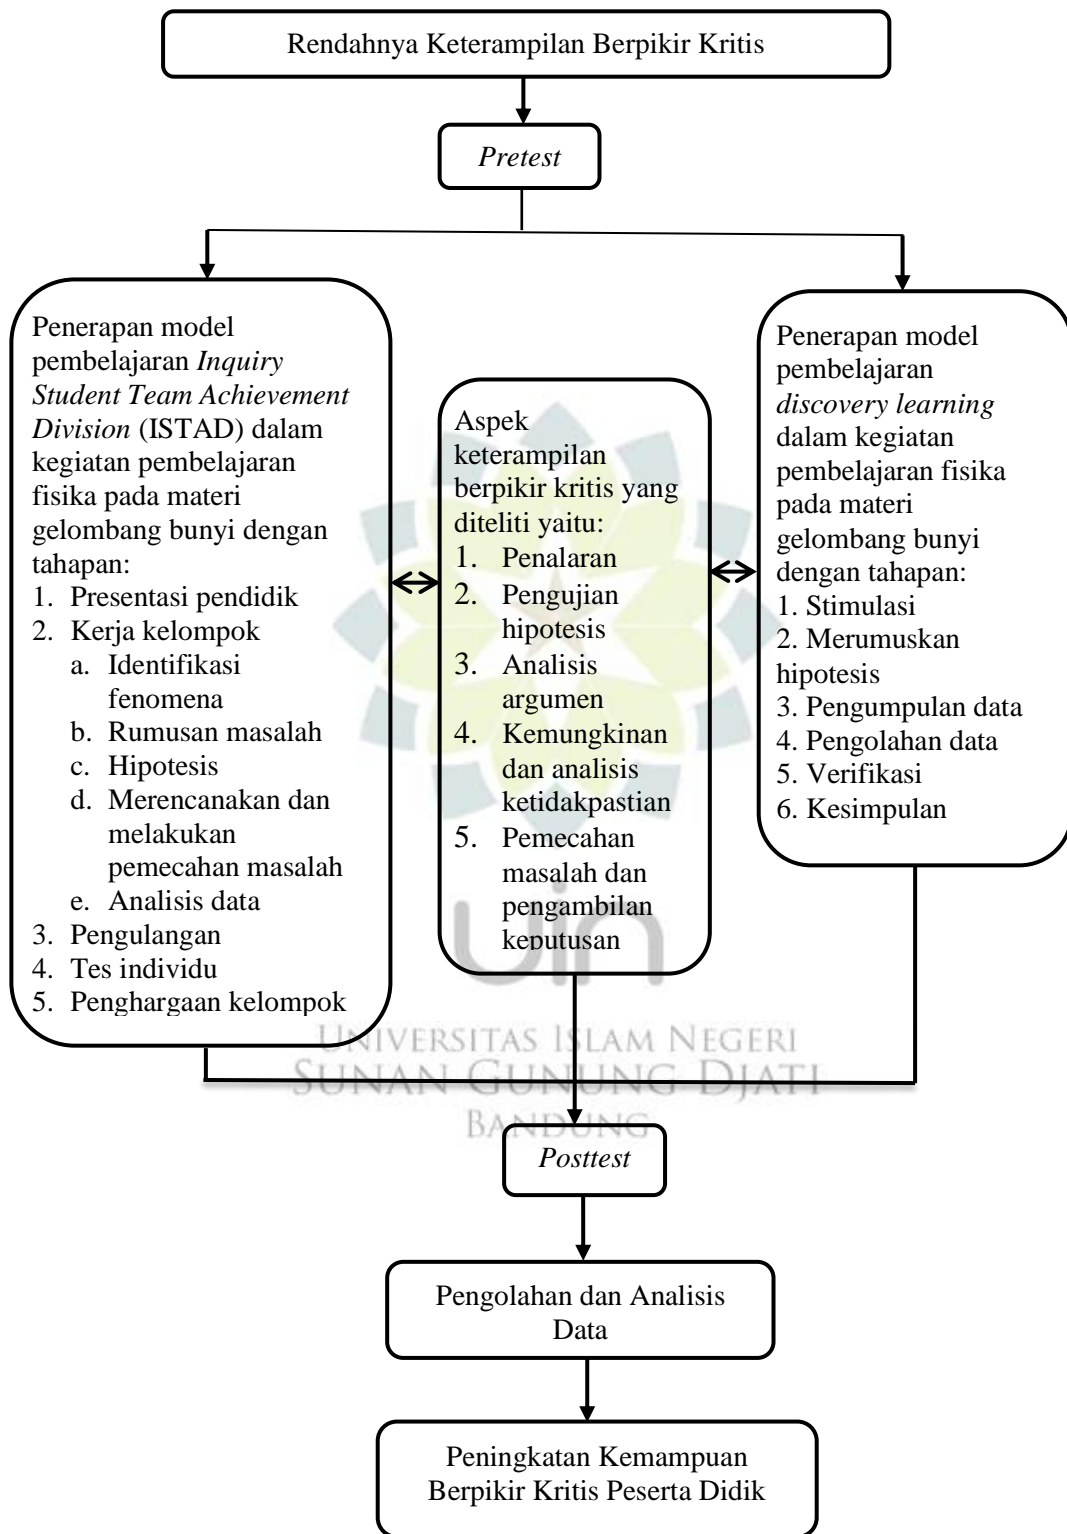 Rendahnya Keterampilan Berpikir Kritis
Pretest
Penerapan model
pembelajaran Inquiry
Student Team Achievement
Division (ISTAD) dalam
kegiatan pembelajaran
fisika pada materi
gelombang bunyi dengan
tahapan:
1. Presentasi pendidik
2. Kerja kelompok
a. Identifikasi
fenomena
b. Rumusan masalah
c. Hipotesis
d. Merencanakan dan
melakukan
pemecahan masalah
e. Analisis data
3. Pengulangan
4. Tes individu
5. Penghargaan kelompok
Aspek
keterampilan
berpikir kritis yang
diteliti yaitu:
1. Penalaran
2. Pengujian
hipotesis
3. Analisis
argumen
4. Kemungkinan
dan analisis
ketidakpastian
5. Pemecahan
masalah dan
pengambilan
keputusan
Penerapan model
pembelajaran
discovery learning
dalam kegiatan
pembelajaran fisika
pada materi
gelombang bunyi
dengan tahapan:
1. Stimulasi
2. Merumuskan
hipotesis
3. Pengumpulan data
4. Pengolahan data
5. Verifikasi
6. Kesimpulan
uin
UNIVERSITAS ISLAM NEGERI
SUNAN GUNUNG DJATI
BANDUNG
Posttest
Pengolahan dan Analisis
Data
Peningkatan Kemampuan
Berpikir Kritis Peserta Didik